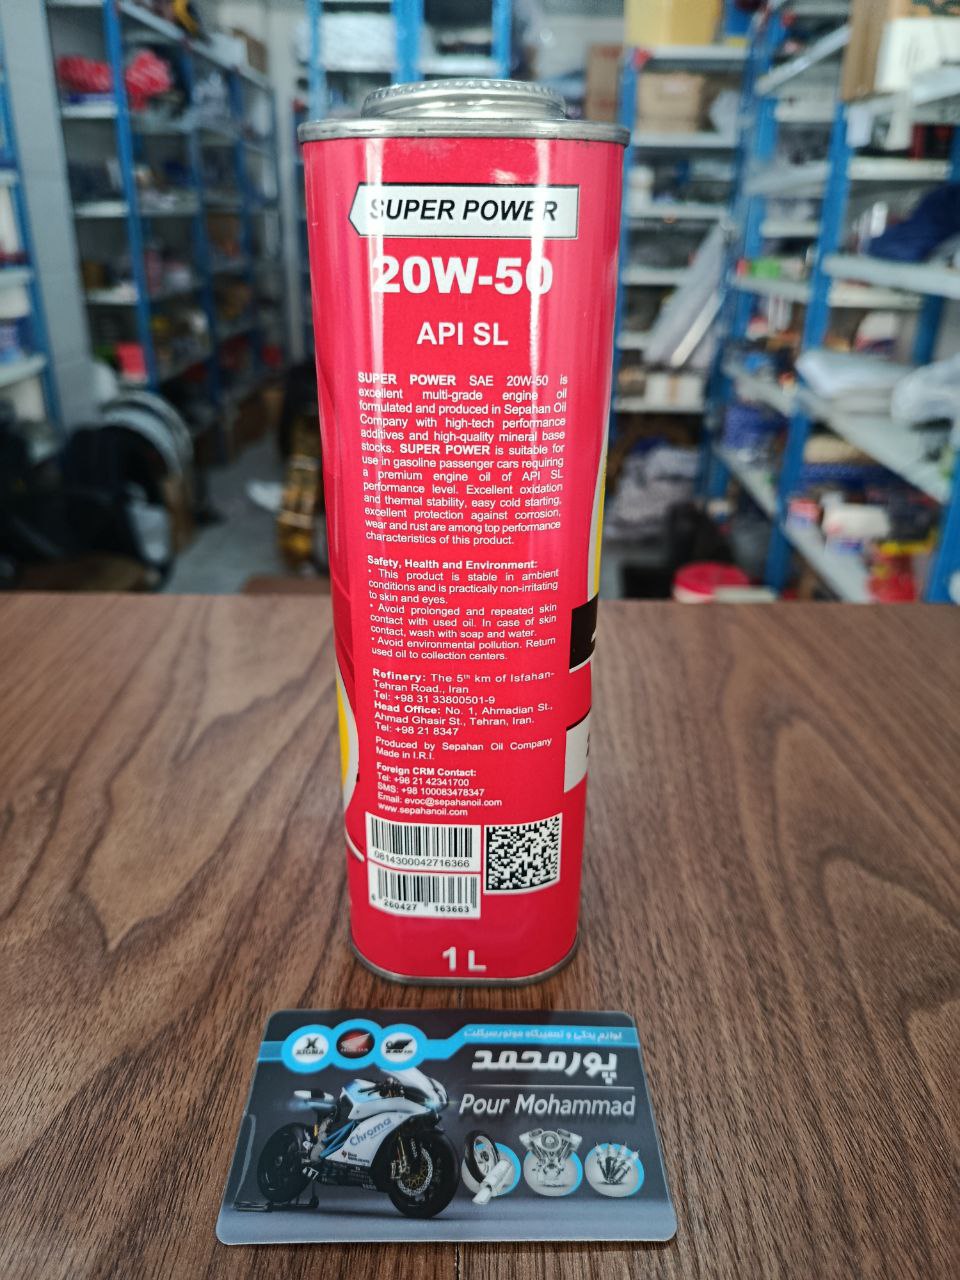 SUPER POWER
20W-50
API SL
SUPER POWER SAE 20W-50 is
excellent multi-grade engine oil
formulated and produced in Sepahan Oil
Company with high-tech performance
additives and high-quality mineral base
stocks. SUPER POWER is suitable for
use in gasoline passenger cars requiring
a premium engine oil of API SL
performance level. Excellent oxidation
and thermal stability, easy cold starting,
excellent protection against corrosion,
wear and rust are among top performance
characteristics of this product.
Safety, Health and Environment:
* This product is stable in ambient
conditions and is practically non-irritating
to skin and eyes.
* Avoid prolonged and repeated skin
contact with used oil. In case of skin
contact, wash with soap and water.
* Avoid environmental pollution. Return
used oil to collection centers.
Refinery: The 5th km of Isfahan-
Tehran Road., Iran
Tel: +98 31 33800501-9
Head Office: No. 1, Ahmadian St.,
Ahmad Ghasir St., Tehran, Iran.
Tel: +98 21 8347
Produced by Sepahan Oil Company
Made in I.R.I.
Foreign CRM Contact:
Tel: +98 21 42341700
SMS: +98 100083478347
Email: evoc@sepahanoil.com
www.sepahanoil.com
0814300042716366
6 260427 163663
1 L
لوازم یدکی و تعمیرگاه موتورسیکلت
XIGMA HONDA
پورمحمد
Pour Mohammad
Chroma